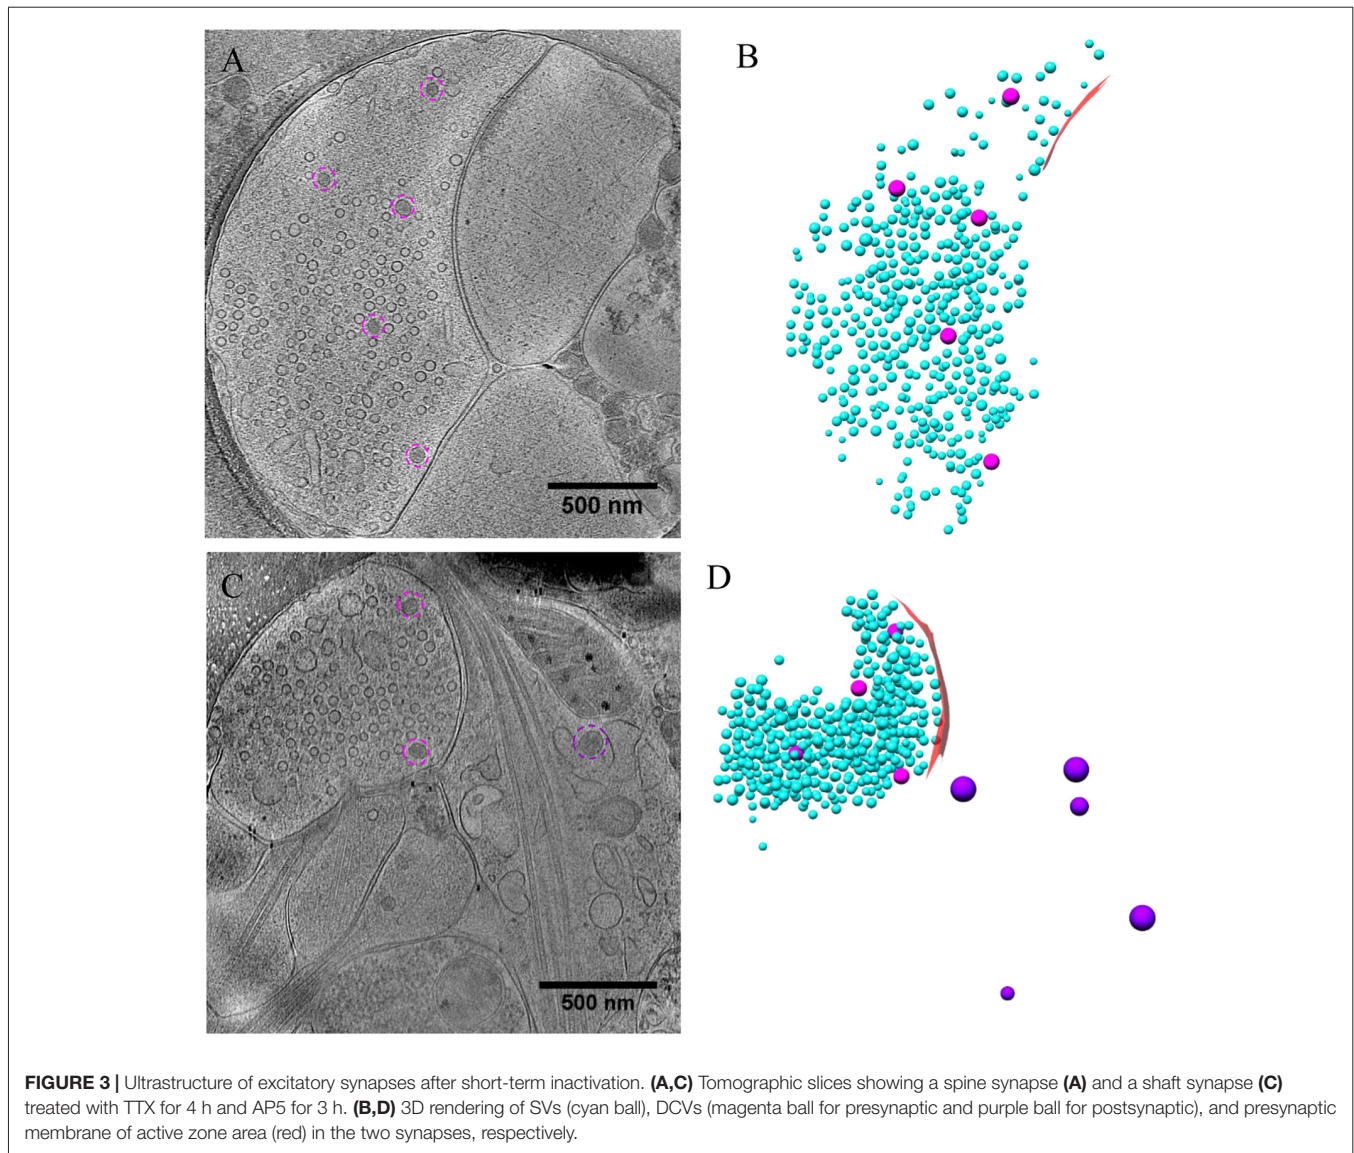 A
B
500 nm
C
D
500 nm
FIGURE 3 | Ultrastructure of excitatory synapses after short-term inactivation. (A,C) Tomographic slices showing a spine synapse (A) and a shaft synapse (C)
treated with TTX for 4 h and AP5 for 3 h. (B,D) 3D rendering of SVs (cyan ball), DCVs (magenta ball for presynaptic and purple ball for postsynaptic), and presynaptic
membrane of active zone area (red) in the two synapses, respectively.